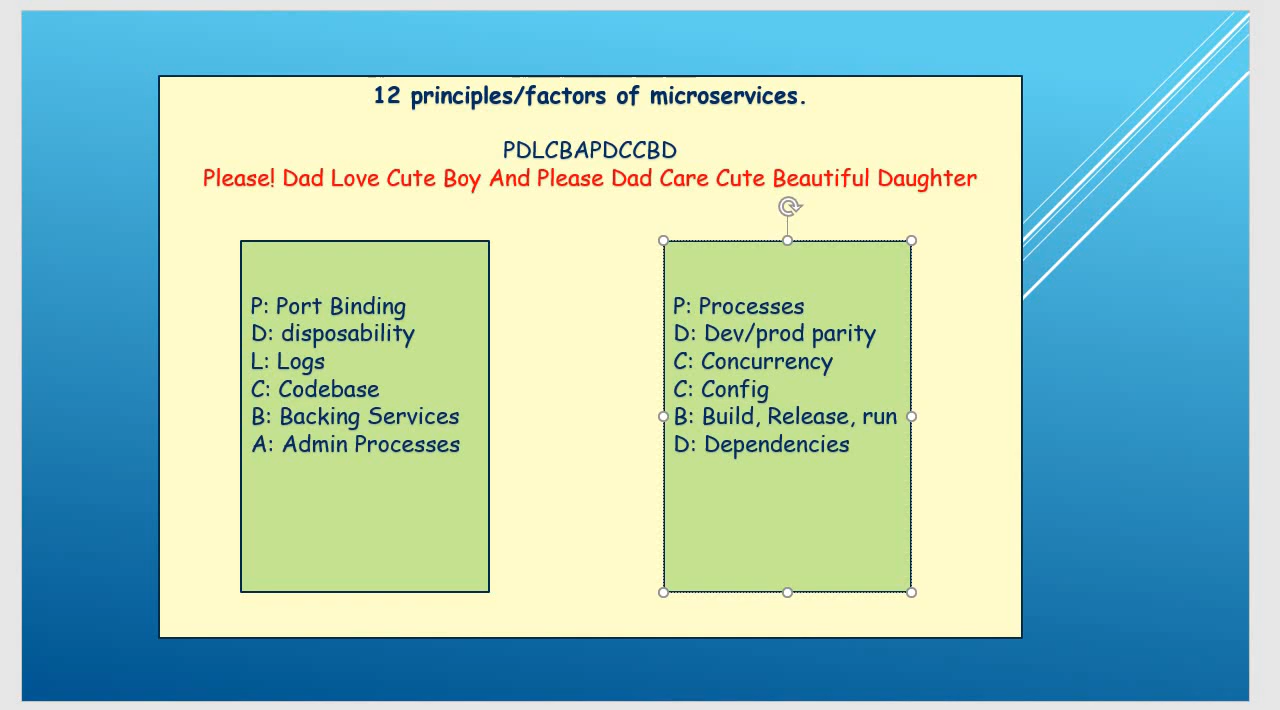 12 principles/factors of microservices.
PDLCBAPDCCBD
Please! Dad Love Cute Boy And Please Dad Care Cute Beautiful Daughter
P: Port Binding
D: disposability
L: Logs
C: Codebase
B: Backing Services
A: Admin Processes
P: Processes
D: Dev/prod parity
C: Concurrency
C: Config
B: Build, Release, run
D: Dependencies